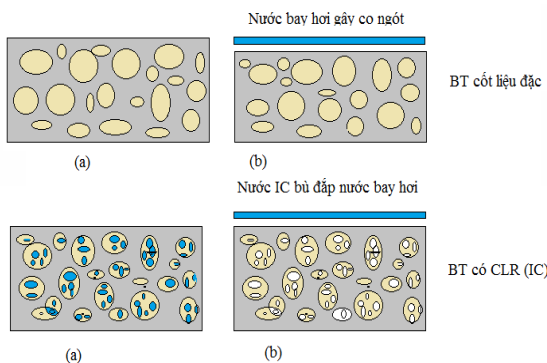 Nước bay hơi gây co ngót
BT cốt liệu đặc
(a)
(b)
Nước IC bù đắp nước bay hơi
BT có CLR (IC)
(a)
(b)